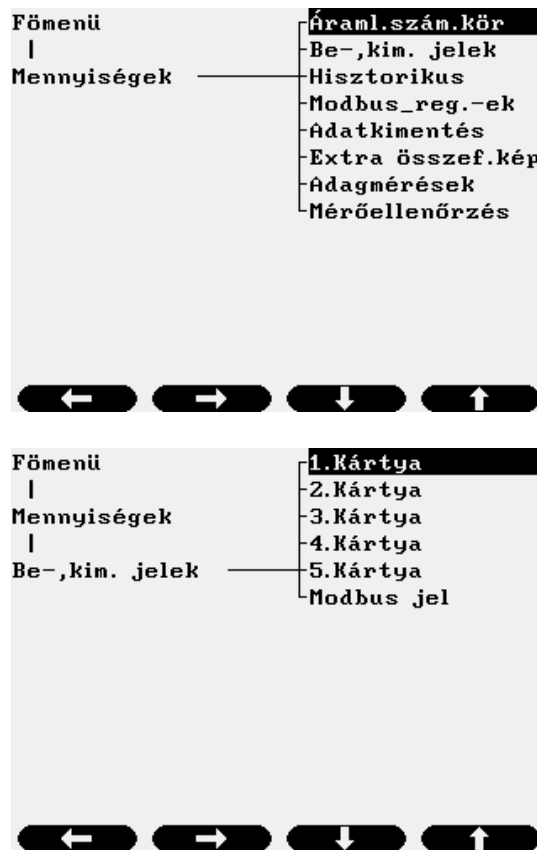 Fömenü
Áraml.szám.kör
Be-,kim. jelek
Mennyiségek
Hisztorikus
Modbus_reg.-ek
Adatkimentés
Extra összef.kép
Adagmérések
Mérőellenőrzés
Fömenü
1.Kártya
2.Kártya
Mennyiségek
3.Kártya
4.Kártya
Be-,kim. jelek
5.Kártya
Modbus jel